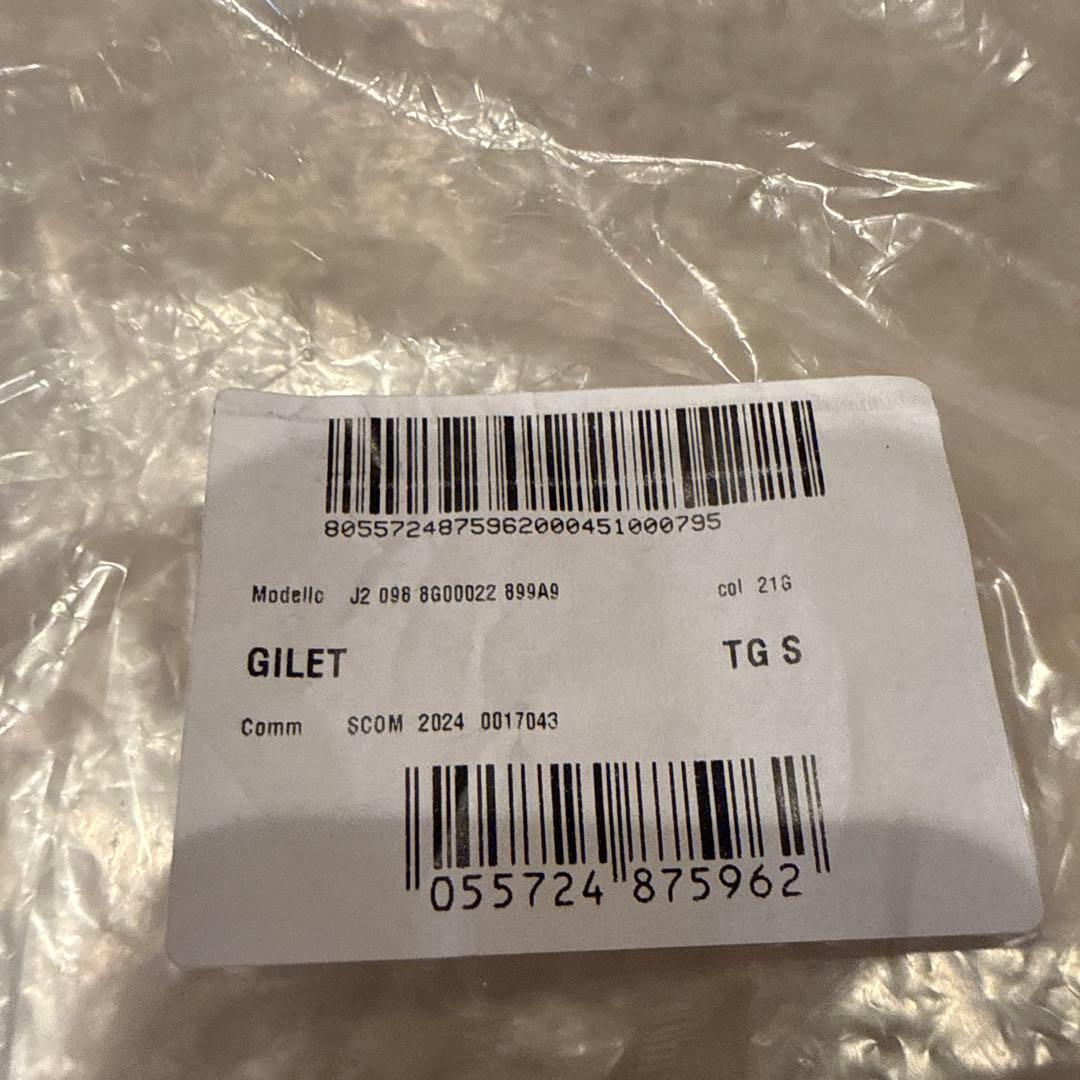 8055724875962000451000795
Modello J2 098 8G00022 899A9 col 21G
GILET TG S
Comm SCOM 2024 0017043
055724 875962